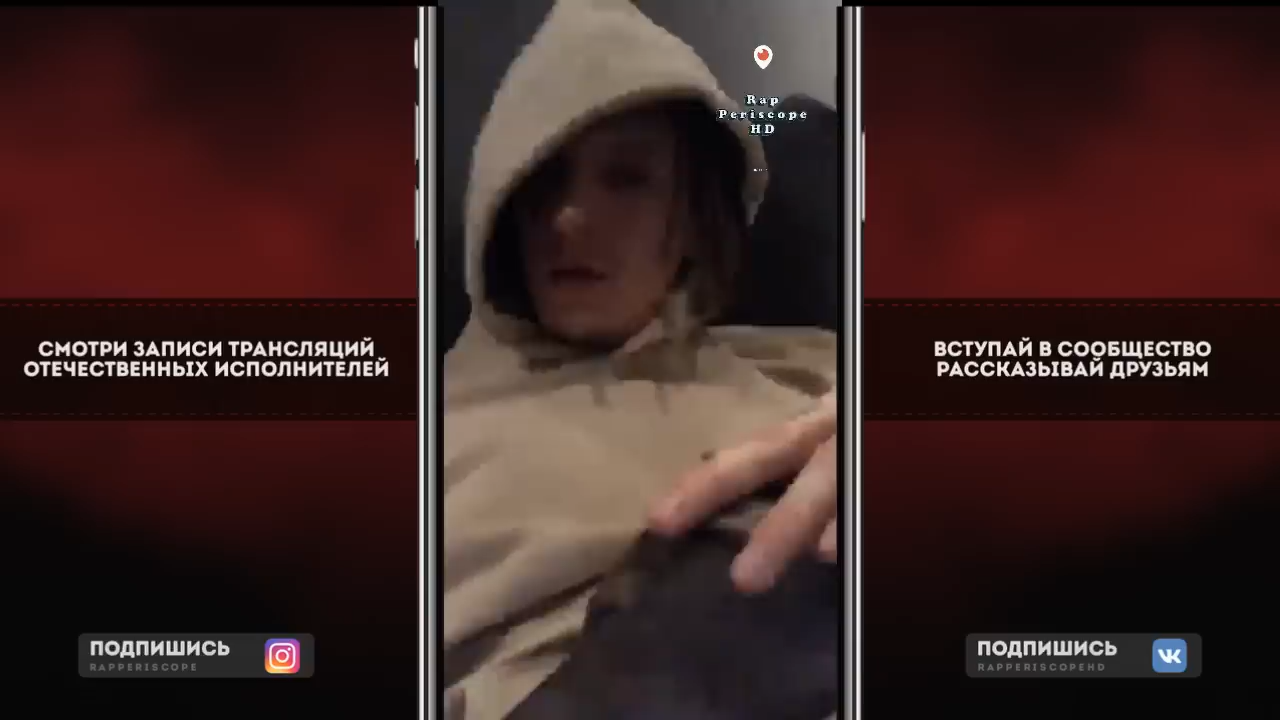 Rap
Periscope
HD
СМОТРИ ЗАПИСИ ТРАНСЛЯЦИЙ
ОТЕЧЕСТВЕННЫХ ИСПОЛНИТЕЛЕЙ
ВСТУПАЙ В СООБЩЕСТВО
РАССКАЗЫВАЙ ДРУЗЬЯМ
ПОДПИШИСЬ
RAPPERISCOPE
ПОДПИШИСЬ
RAPPERISCOPEHD